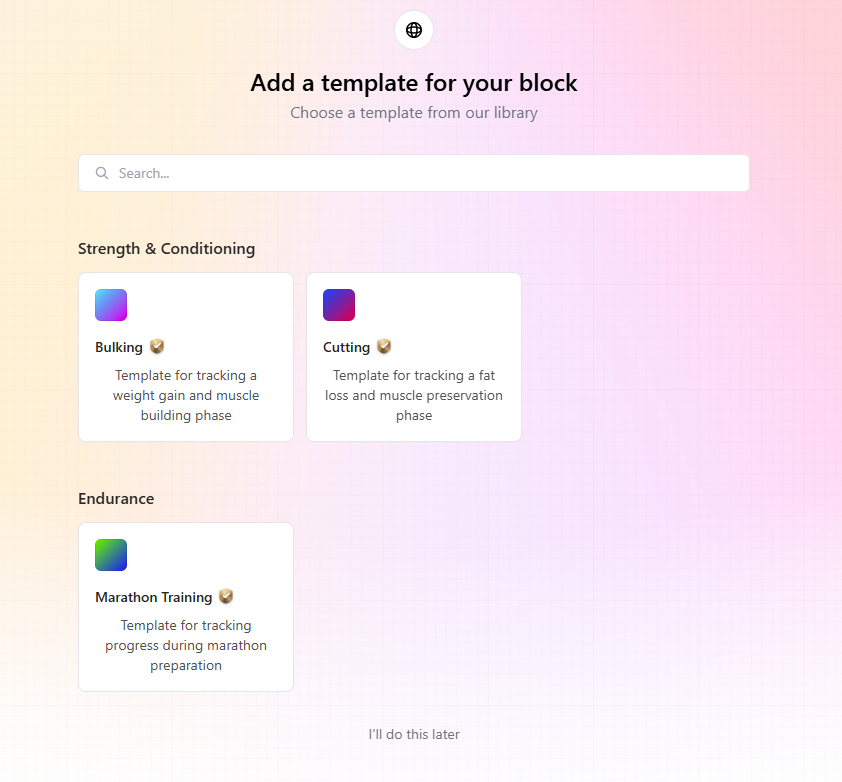 Add a template for your block
Choose a template from our library
Search...
Strength & Conditioning
Bulking
Template for tracking a
weight gain and muscle
building phase
Cutting
Template for tracking a fat
loss and muscle preservation
phase
Endurance
Marathon Training
Template for tracking
progress during marathon
preparation
I'll do this later